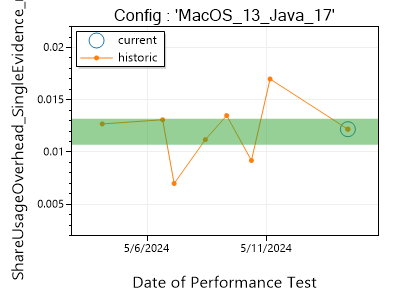 Config : 'MacOS_13_Java_17'
current
historic
0.02
0.015
0.01
0.005
5/6/2024
5/11/2024
Date of Performance Test
ShareUsageOverhead_SingleEvidence_